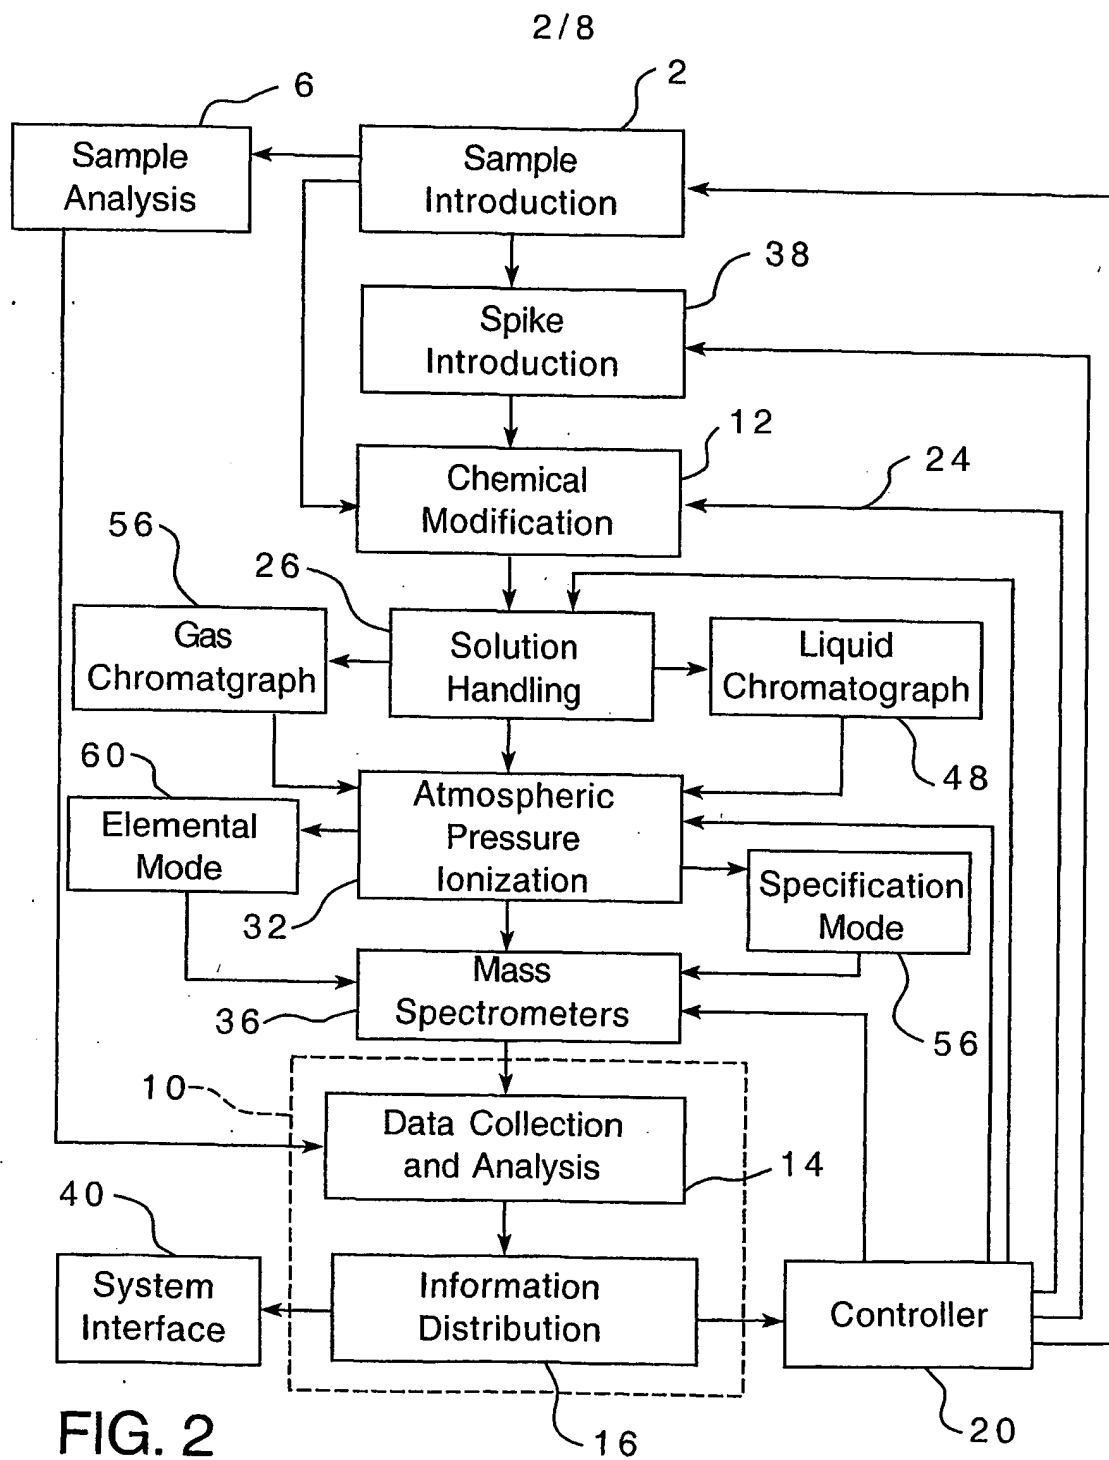 2/8
6
2
Sample
Analysis
Sample
Introduction
38
Spike
Introduction
12
Chemical
Modification
24
56
26
Gas
Chromatgraph
Solution
Handling
Liquid
Chromatograph
60
48
Elemental
Mode
Atmospheric
Pressure
Ionization
32
Specification
Mode
Mass
Spectrometers
36
56
10
Data Collection
and Analysis
14
40
System
Interface
Information
Distribution
Controller
FIG. 2
16
20